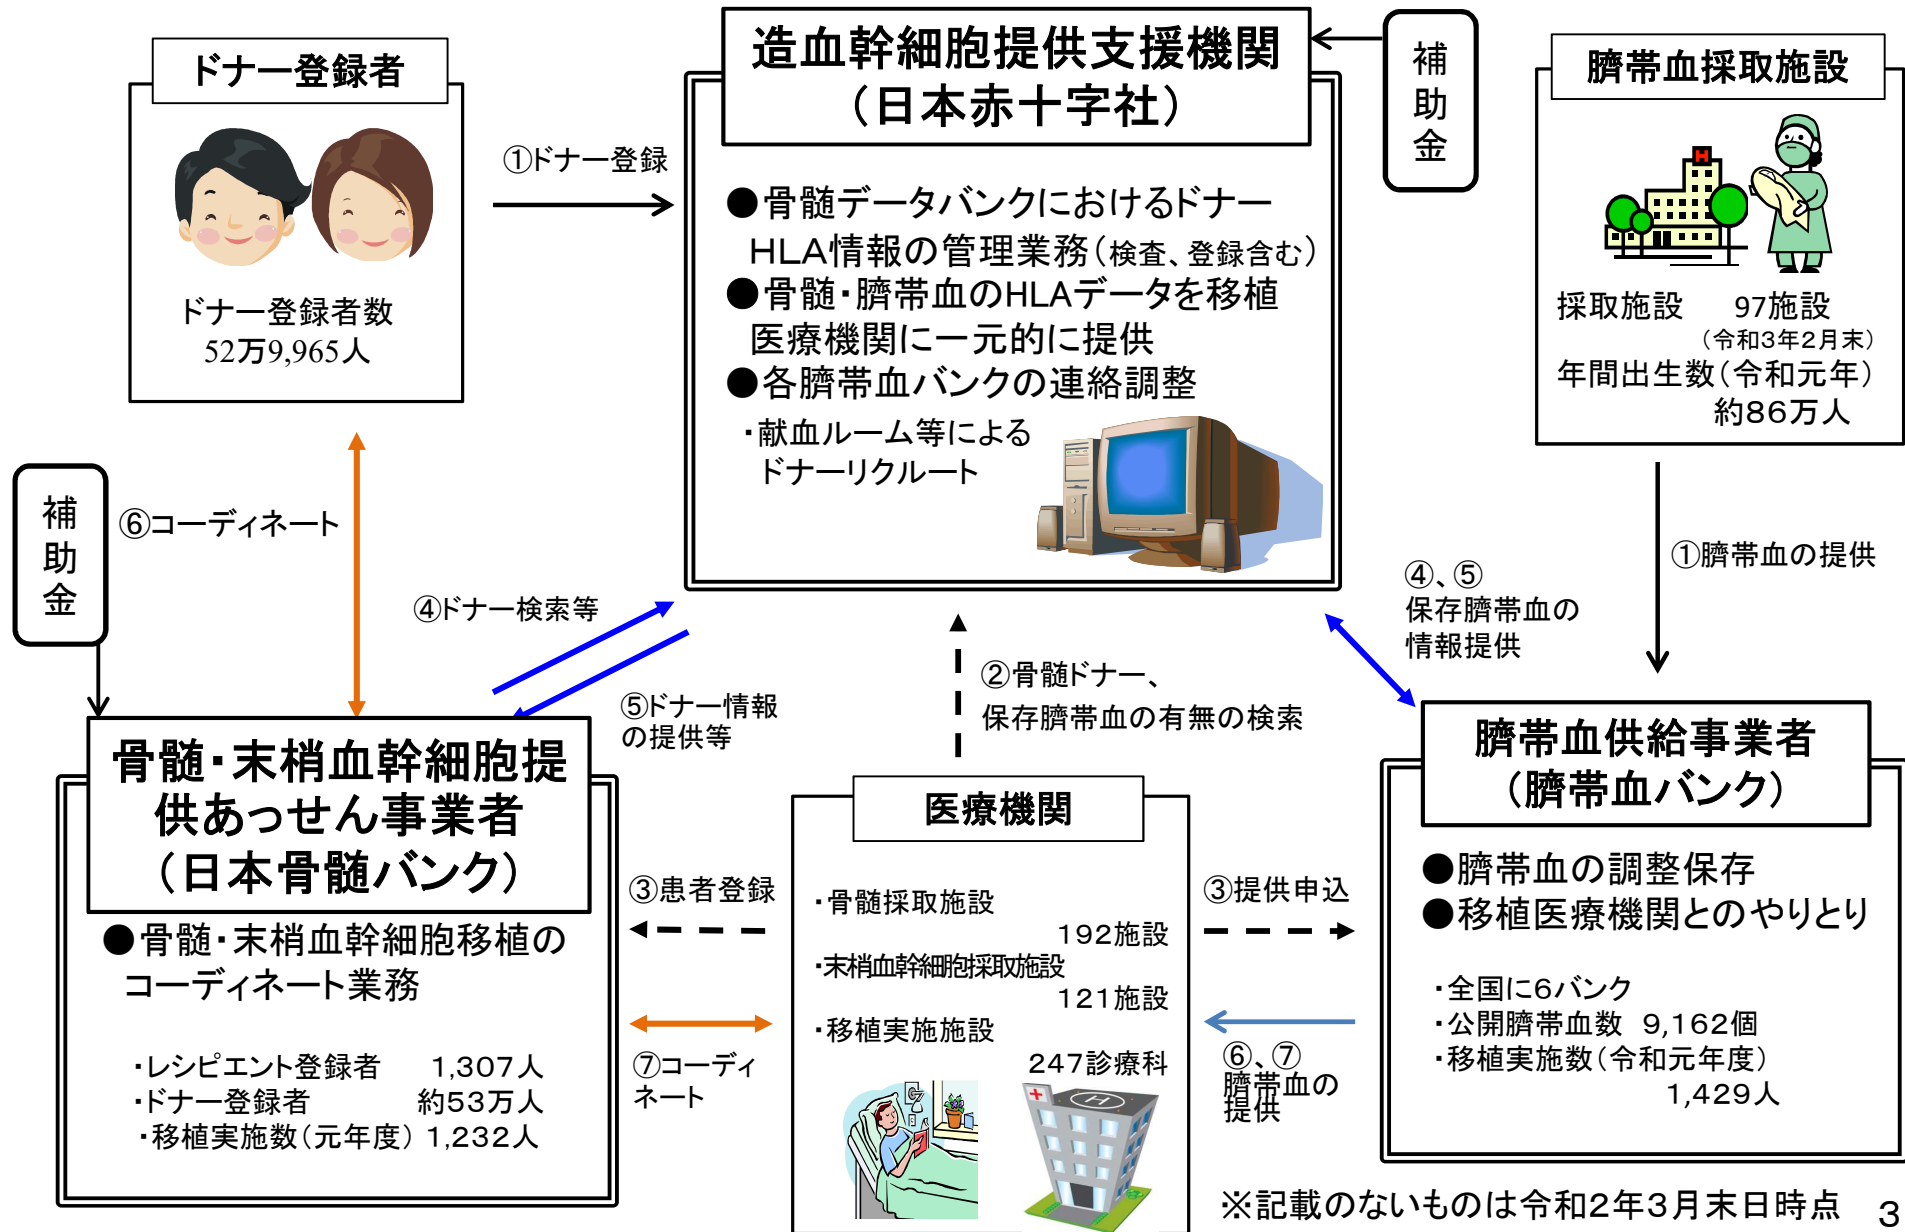 ドナー登録者
ドナー登録者数
52万9,965人
①ドナー登録
造血幹細胞提供支援機関
（日本赤十字社）
●骨髄データバンクにおけるドナー
HLA情報の管理業務（検査、登録含む）
●骨髄・臍帯血のHLAデータを移植
医療機関に一元的に提供
●各臍帯血バンクの連絡調整
・献血ルーム等による
ドナーリクルート
補
助
金
臍帯血採取施設
H
採取施設　97施設
（令和3年2月末）
年間出生数（令和元年）
約86万人
補
助
金
⑥コーディネート
④ドナー検索等
⑤ドナー情報
の提供等
②骨髄ドナー、
保存臍帯血の有無の検索
④、⑤
保存臍帯血の
情報提供
①臍帯血の提供
骨髄・末梢血幹細胞提
供あっせん事業者
（日本骨髄バンク）
●骨髄・末梢血幹細胞移植の
コーディネート業務
・レシピエント登録者　1,307人
・ドナー登録者　約53万人
・移植実施数（元年度）1,232人
③患者登録
⑦コーディ
ネート
医療機関
・骨髄採取施設
192施設
・末梢血幹細胞採取施設
121施設
・移植実施施設
247診療科
H
③提供申込
⑥、⑦
臍帯血の
提供
臍帯血供給事業者
（臍帯血バンク）
●臍帯血の調整保存
●移植医療機関とのやりとり
・全国に6バンク
・公開臍帯血数　9,162個
・移植実施数（令和元年度）
1,429人
※記載のないものは令和2年3月末日時点
3